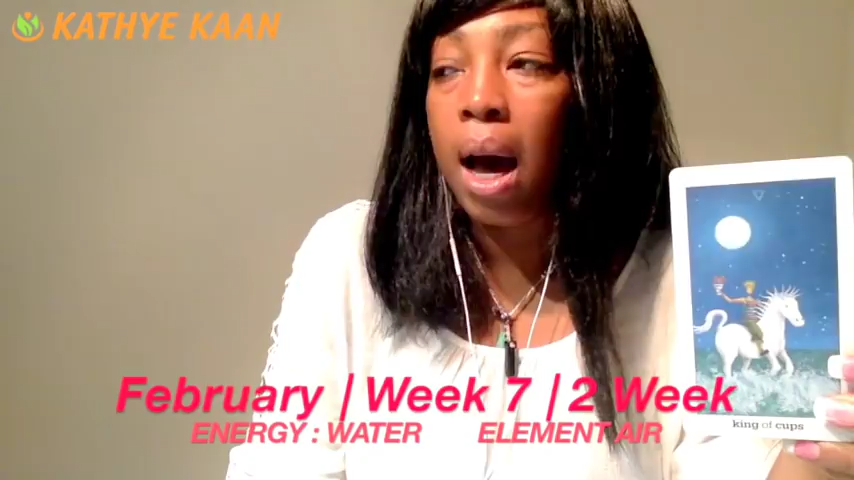 KATHYE KAAN
February | Week 7 | 2 Week
ENERGY : WATER ELEMENT AIR
king of cups